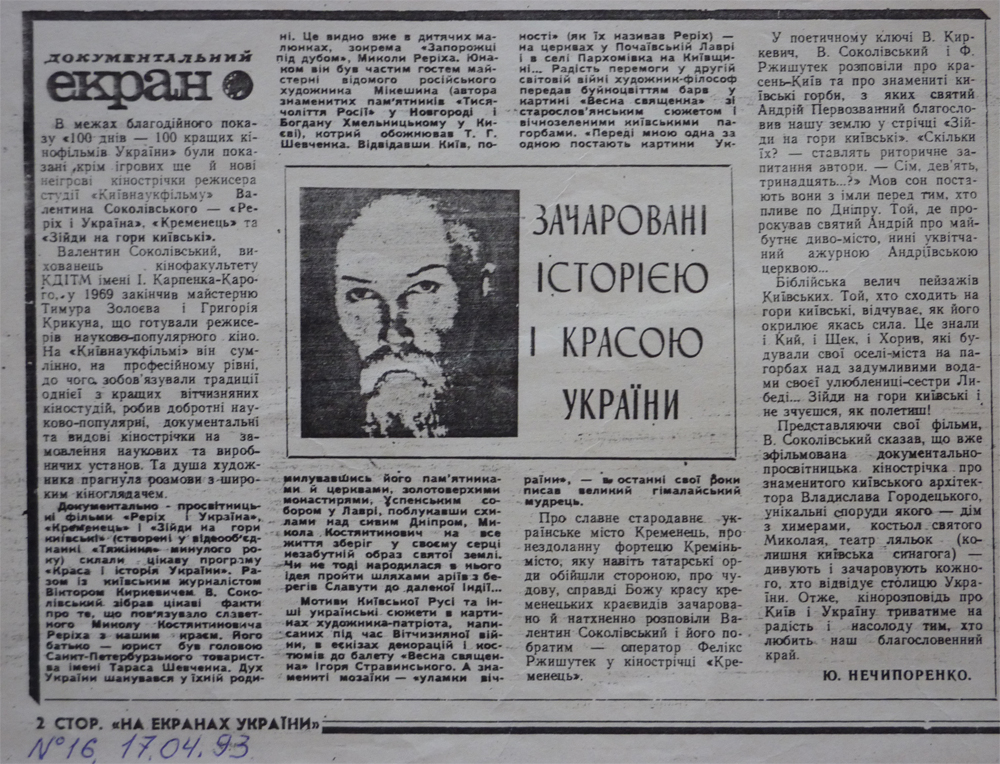 ДОКУМЕНТАЛЬНИЙ
екран
В межах благодійного пока-
зу «100 днів — 100 кращих кі-
нофільмів України» були пока-
зані крім ігрових ще й нові
неігрові кінострічки режисера
студії «Київнаукфільму» Ва-
лентина Соколівського — «Ре-
ріх і Україна», «Кременець» та
«Зійди на гори київські».
Валентин Соколівський, ви-
хованець кінофакультету
КДІТМ імені І. Карпенка-Каро-
го, у 1969 закінчив майстерню
Тимура Золоєва і Григорія
Крикуна, що готували режисе-
рів науково-популярного кіно.
На «Київнаукфільмі» він сум-
лінно, на професійному рівні,
до чого зобов'язували традиції
однієї з кращих вітчизняних
кіностудій, робив добротні нау-
ково-популярні, документальні
та видові кінострічки на за-
мовлення наукових та вироб-
ничих установ. Та душа худож-
ника прагнула розмови з широ-
ким кіноглядачем.
Документально - просвітниць-
кі фільми «Реріх і Україна»,
«Кременець» і «Зійди на гори
київські» (створені у відеооб'єд-
нанні «Тяжіння» минулого ро-
ку) склали цікаву програму
«Краса і історія України». Ра-
зом із київським журналістом
Віктором Киркевичем. В. Соко-
лівський зібрав цікаві факти
про те, що пов'язувало славет-
ного Миколу Костянтиновича
Реріха з нашим краєм. Його
батько — юрист був головою
Санкт-Петербурзького товарист-
ва імені Тараса Шевченка. Дух
України шанувався у їхній роди-
ні. Це видно вже в дитячих ма-
люнках, зокрема «Запорожці
під дубом», Миколи Реріха. Юна-
ком він був частим гостем май-
стерні відомого російського
художника Мікешина (автора
знаменитих пам'ятників «Тися-
чоліття Росії» у Новгороді і
Богдану Хмельницькому у Ки-
єві), котрий обожнював Т. Г.
Шевченка. Відвідавши Київ, по-
ЗАЧАРОВАНІ
ІСТОРІЄЮ
І КРАСОЮ
УКРАЇНИ
милувавшись його пам'ятника-
ми й церквами, золотоверхими
монастирями, Успенським со-
бором у Лаврі, поблукавши схи-
лами над сивим Дніпром, Ми-
кола Костянтинович на все
життя зберіг у своєму серці
незабутній образ святої землі.
Чи не тоді народилася в нього
ідея пройти шляхами аріїв з бе-
регів Славути до далекої Індії...
Мотиви Київської Русі та ін-
ші українські сюжети в карти-
нах художника-патріота, напи-
саних під час Вітчизняної вій-
ни, в ескізах декорацій і кос-
тюмів до балету «Весна священ-
на» Ігоря Стравинського. А зна-
мениті мозаїки — «уламки віч-
ності» (як їх називав Реріх) —
на церквах у Почаївській Лаврі
і в селі Пархомівка на Київщи-
ні... Радість перемоги у другій
світовій війні художник-філософ
передав буйноцвіттям барв у
картині «Весна священна» зі
старослов'янським сюжетом і
вічнозеленими київськими па-
горбами. «Переді мною одна за
одною постають картини Ук-
раїни», — в останні свої роки
писав великий гімалайський
мудрець.
Про славне стародавнє ук-
раїнське місто Кременець, про
нездоланну фортецю Кремінь-
місто, яку навіть татарські ор-
ди обійшли стороною, про чу-
дову, справді Божу красу кре-
менецьких краєвидів зачарова-
но й натхненно розповіли Ва-
лентин Соколівський і його по-
братим — оператор Фелікс
Ржишутек у кінострічці «Кре-
менець».
У поетичному ключі В. Кир-
кевич, В. Соколівський і Ф.
Ржишутек розповіли про кра-
сень-Київ та про знамениті ки-
ївські горби, з яких святий
Андрій Первозванний благосло-
вив нашу землю у стрічці «Зій-
ди на гори київські». «Скільки
їх? — ставлять риторичне за-
питання автори. — Сім, дев'ять,
тринадцять...?» Мов сон поста-
ють вони з імли перед тим, хто
пливе по Дніпру. Той, де про-
рокував святий Андрій про май-
бутнє диво-місто, нині уквітча-
ний ажурною Андріївською
церквою...
Біблійська велич пейзажів
Київських. Той, хто сходить на
гори київські, відчуває, як його
окрилює якась сила. Це знали
і Кий, і Щек, і Хорив, які бу-
дували свої оселі-міста на па-
горбах над задумливими вода-
ми своєї улюблениці-сестри Ли-
беді... Зійди на гори київські і
не зчуєшся, як полетиш!
Представляючи свої фільми,
В. Соколівський сказав, що вже
зфільмована документально-
просвітницька кінострічка про
знаменитого київського архітек-
тора Владислава Городецького,
унікальні споруди якого — дім
з химерами, костьол святого
Миколая, театр ляльок (ко-
лишня київська синагога) —
дивують і зачаровують кожно-
го, хто відвідує столицю Укра-
їни. Отже, кінорозповідь про
Київ і Україну триватиме на
радість і насолоду тим, хто
любить наш благословенний
край.
Ю. НЕЧИПОРЕНКО.
2 СТОР. «НА ЕКРАНАХ УКРАЇНИ»
№16, 17.04.93